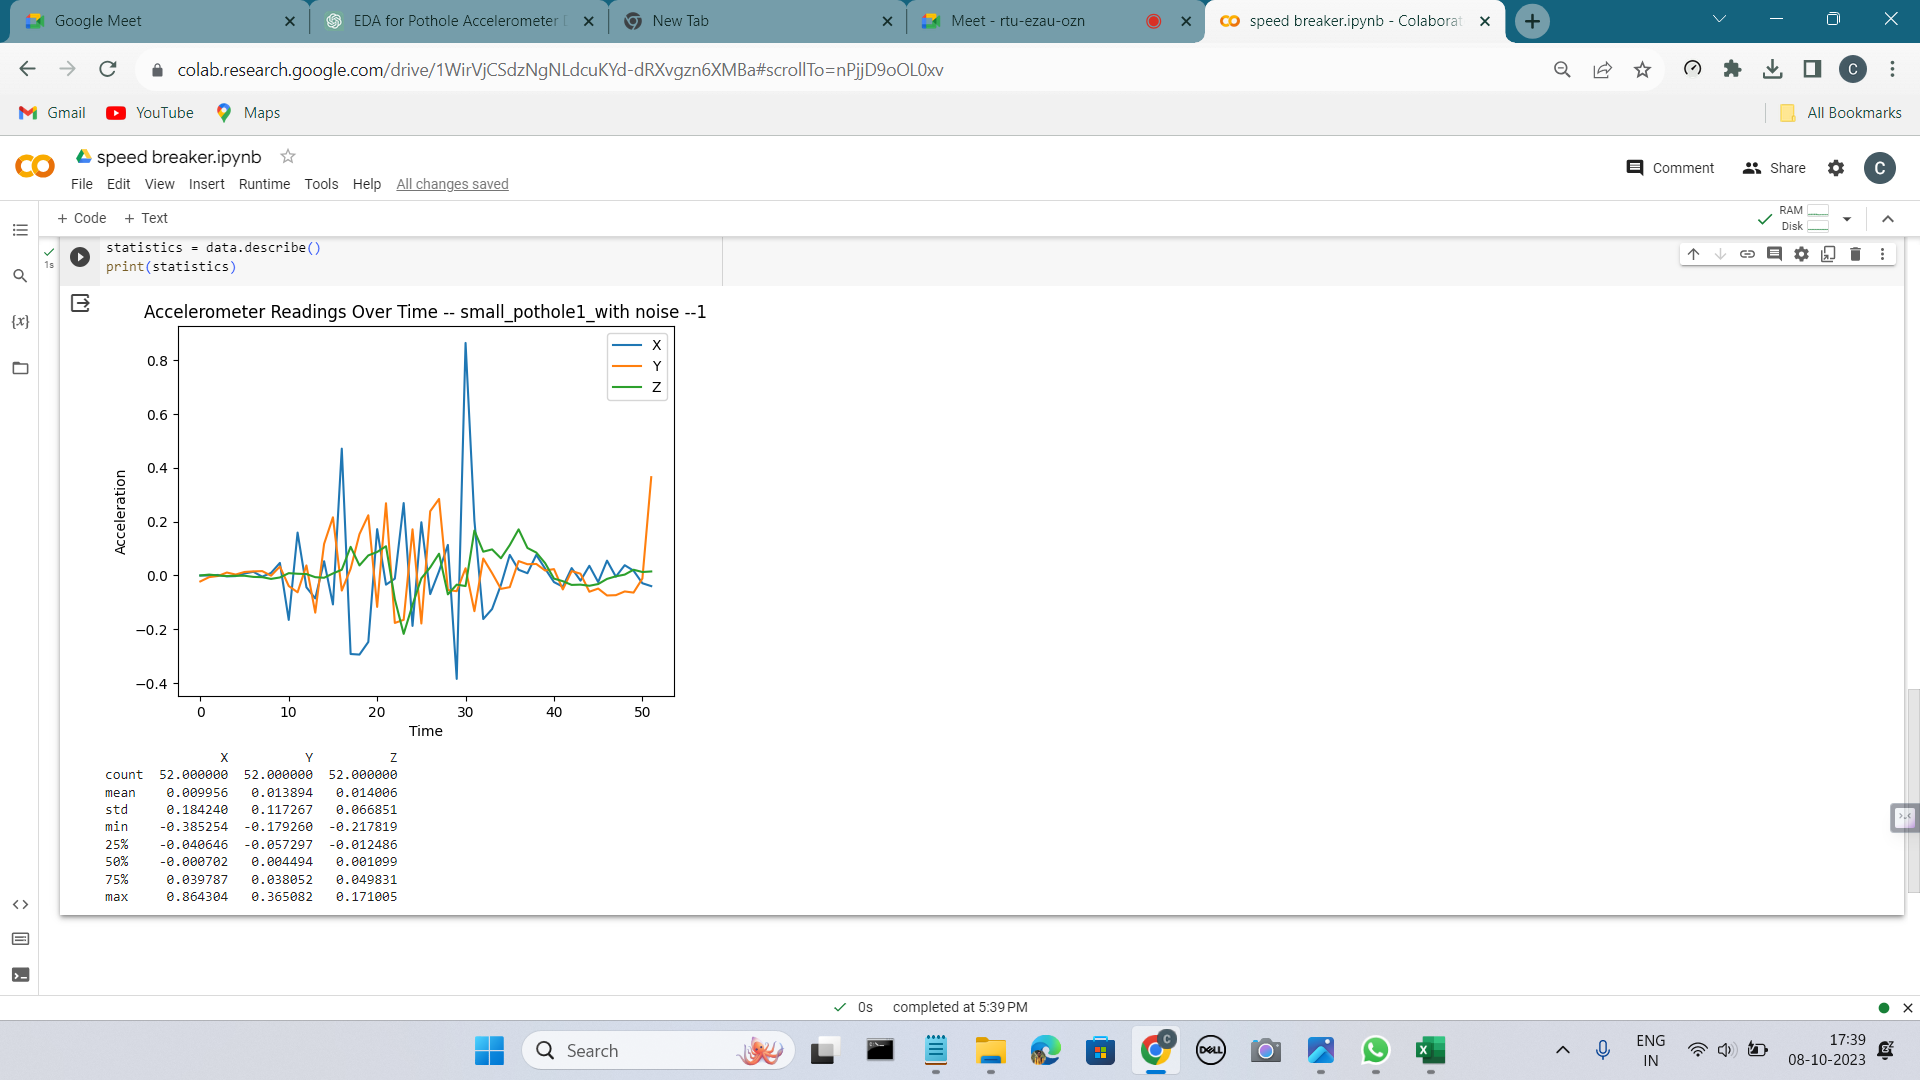 Google Meet
EDA for Pothole Accelerometer
New Tab
Meet - rtu-ezau-ozn
speed breaker.ipynb - Colaborat
colab.research.google.com/drive/1WirVjCSdzNgNLdcuKYd-dRXvgzn6XMBa#scrollTo=nPjjD9oOL0xv
C
Gmail
YouTube
Maps
All Bookmarks
speed breaker.ipynb
File Edit View Insert Runtime Tools Help All changes saved
Comment
Share
C
+ Code + Text
RAM
Disk
{x}
1s
statistics = data.describe()
print(statistics)
Accelerometer Readings Over Time -- small_pothole1_with noise --1
X
Y
Z
0.8
0.6
0.4
0.2
0.0
−0.2
−0.4
Acceleration
0 10 20 30 40 50
Time
X Y Z
count 52.000000 52.000000 52.000000
mean 0.009956 0.013894 0.014006
std 0.184240 0.117267 0.066851
min -0.385254 -0.179260 -0.217819
25% -0.040646 -0.057297 -0.012486
50% -0.000702 0.004494 0.001099
75% 0.039787 0.038052 0.049831
max 0.864304 0.365082 0.171005
0s completed at 5:39 PM
Search
C
DELL
ENG
IN
17:39
08-10-2023